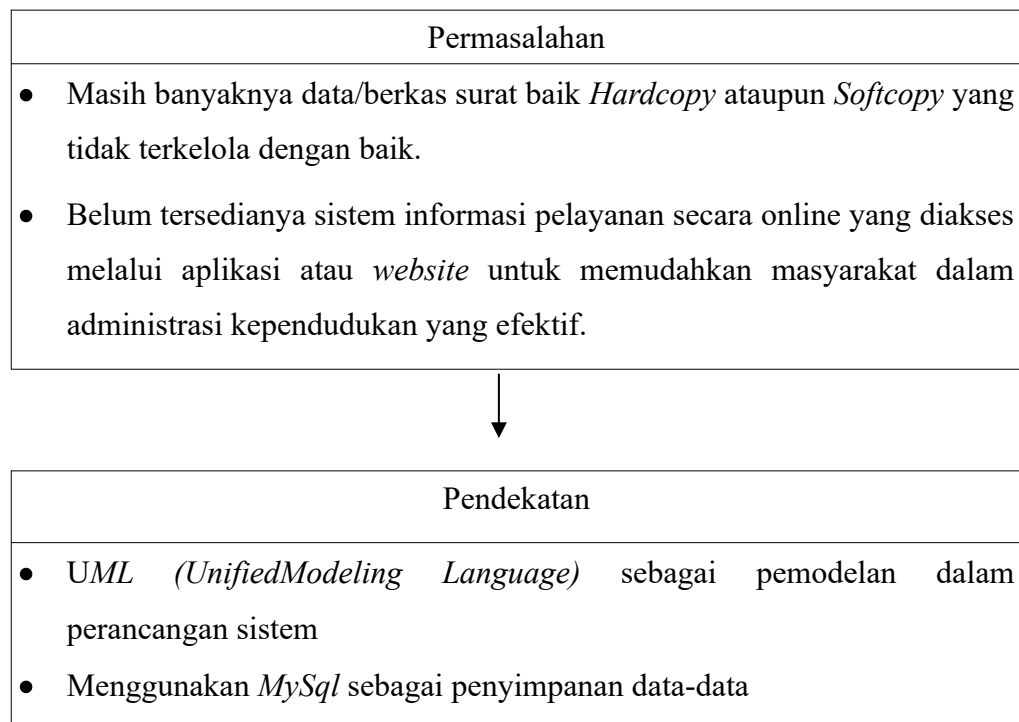 Permasalahan
● Masih banyaknya data/berkas surat baik Hardcopy ataupun Softcopy yang
tidak terkelola dengan baik.
● Belum tersedianya sistem informasi pelayanan secara online yang diakses
melalui aplikasi atau website untuk memudahkan masyarakat dalam
administrasi kependudukan yang efektif.
Pendekatan
● UML (UnifiedModeling Language) sebagai pemodelan dalam
perancangan sistem
● Menggunakan MySql sebagai penyimpanan data-data